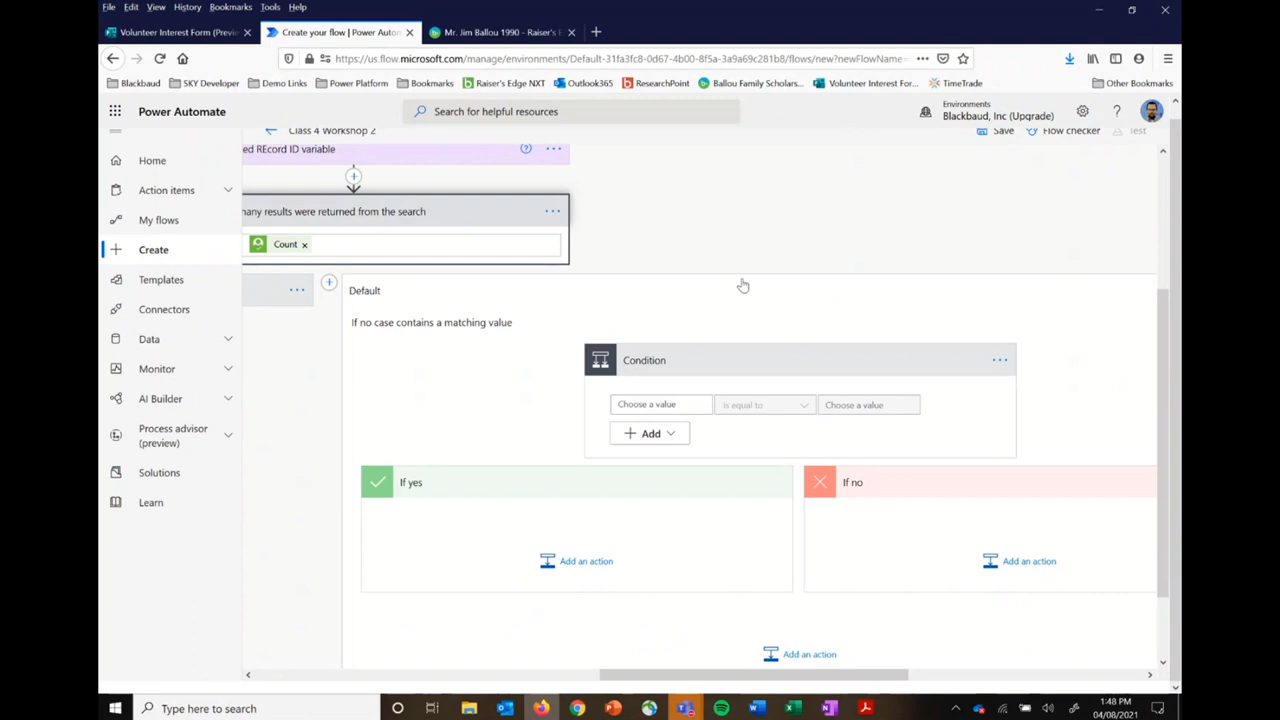 File Edit View History Bookmarks Tools Help
Volunteer Interest Form (Previe
Create your flow | Power Autom
Mr. Jim Ballou 1990 - Raiser's E
https://us.flow.microsoft.com/manage/environments/Default-31fa3fc8-0d67-4b00-8f5a-3a9a69c281b8/flows/new?newFlowName=
Blackbaud SKY Developer Demo Links Power Platform Bookmarks Raiser's Edge NXT Outlook365 ResearchPoint Ballou Family Scholars... Volunteer Interest For... TimeTrade Other Bookmarks
Power Automate
Search for helpful resources
Environments
Blackbaud, Inc (Upgrade)
Class 4 Workshop 2
Save
Flow checker
Test
Home
Action items
My flows
Create
Templates
Connectors
Data
Monitor
AI Builder
Process advisor
(preview)
Solutions
Learn
ed REcord ID variable
many results were returned from the search
Count ×
Default
If no case contains a matching value
Condition
Choose a value
is equal to
Choose a value
Add
If yes
If no
Add an action
Add an action
Add an action
Type here to search
1:48 PM
04/08/2021